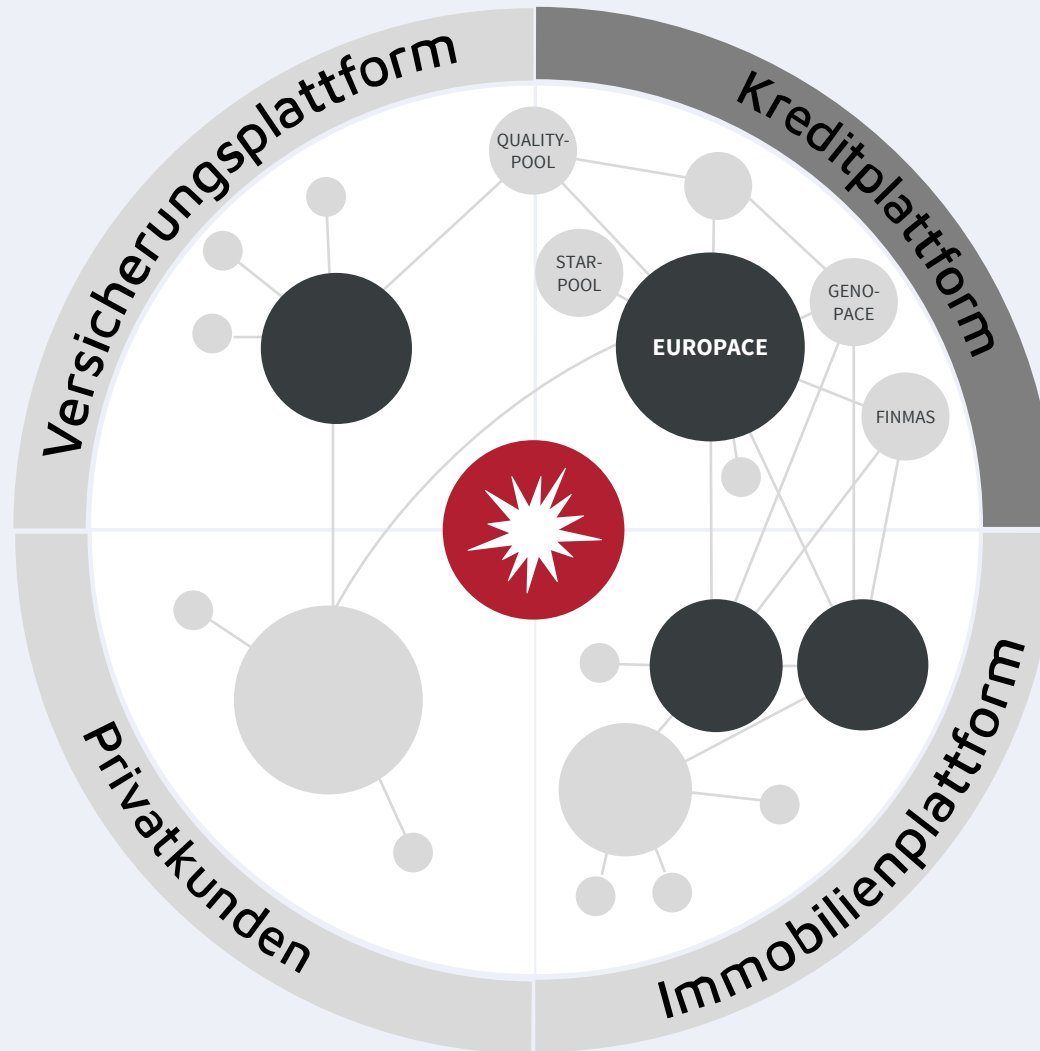 Versicherungsplattform
Kreditplattform
QUALITY-
POOL
STAR-
POOL
GENO-
PACE
EUROPACE
FINMAS
Privatkunden
Immobilienplattform